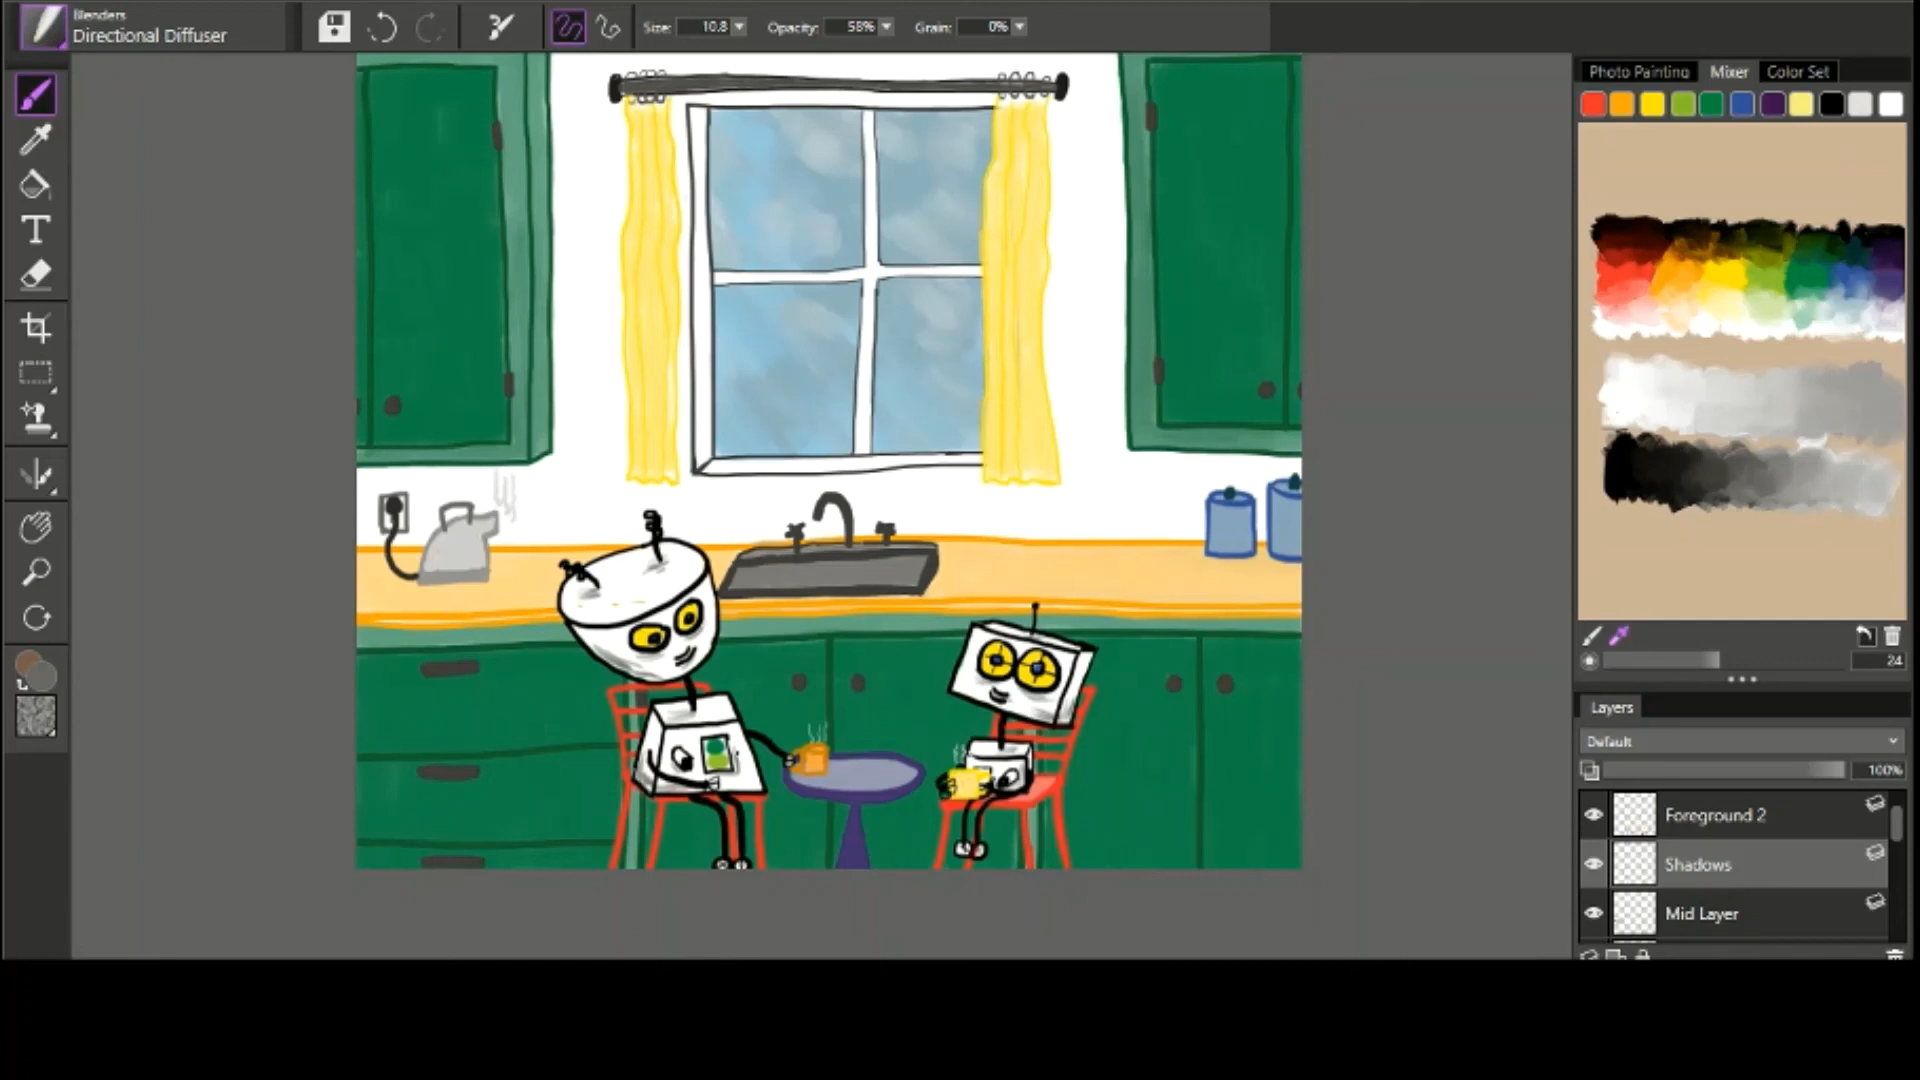 Blenders
Directional Diffuser
Size: 10.8
Opacity: 58%
Grain: 0%
Photo Painting
Mixer
Color Set
T
24
Layers
Default
100%
Foreground 2
Shadows
Mid Layer